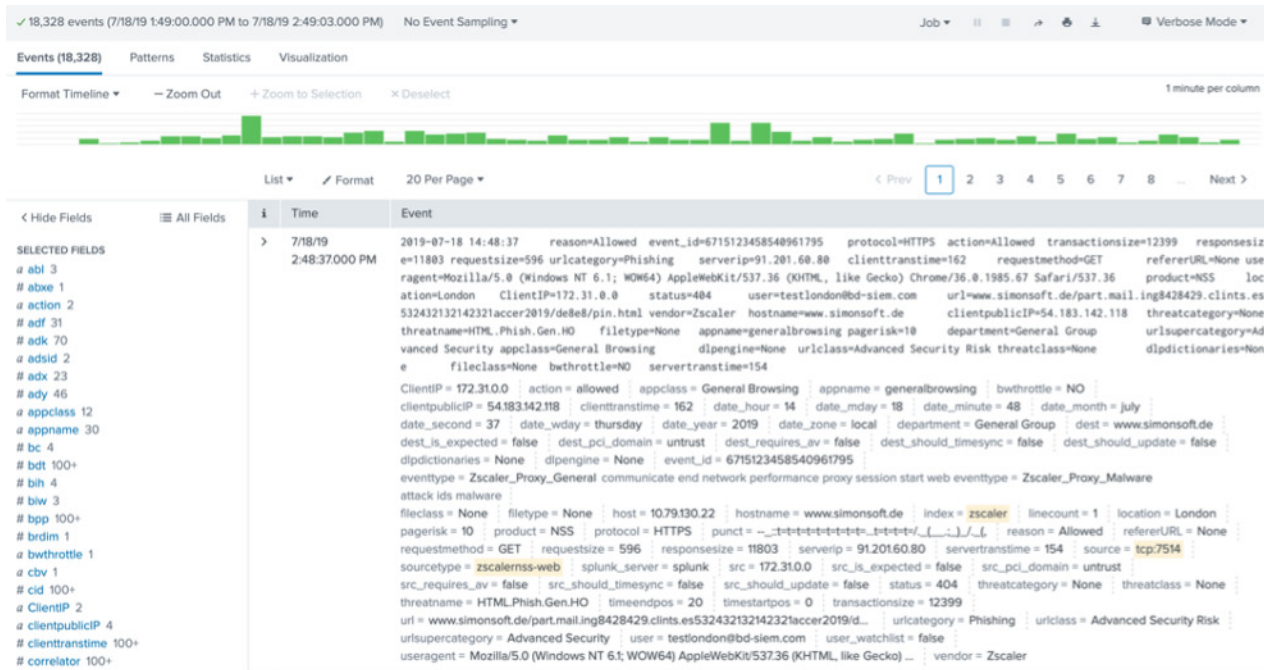 ✓ 18,328 events (7/18/19 1:49:00.000 PM to 7/18/19 2:49:03.000 PM) No Event Sampling ▾ Job ▾ Verbose Mode ▾
Events (18,328) Patterns Statistics Visualization
Format Timeline ▾ — Zoom Out + Zoom to Selection × Deselect 1 minute per column
List ▾ Format 20 Per Page ▾ < Prev 1 2 3 4 5 6 7 8 ... Next >
< Hide Fields All Fields i Time Event
SELECTED FIELDS
a abl 3
# abxe 1
a action 2
# adf 31
# adk 70
a adsid 2
# adx 23
# ady 46
a appclass 12
a appname 30
# bc 4
# bdt 100+
# bih 4
# biw 3
# bpp 100+
# brdim 1
a bwthrottle 1
a cbv 1
# cid 100+
a ClientIP 2
a clientpublicIP 4
# clienttranstime 100+
# correlator 100+
> 7/18/19
2:48:37.000 PM
2019-07-18 14:48:37 reason=Allowed event_id=6715123458540961795 protocol=HTTPS action=Allowed transactionsize=12399 responsesiz
e=11803 requestsize=596 urlcategory=Phishing serverip=91.201.60.80 clienttranstime=162 requestmethod=GET refererURL=None use
ragent=Mozilla/5.0 (Windows NT 6.1; WOW64) AppleWebKit/537.36 (KHTML, like Gecko) Chrome/36.0.1985.67 Safari/537.36 product=NSS loc
ation=London ClientIP=172.31.0.0 status=404 user=testlondon@bd-siem.com url=www.simonsoft.de/part.mail.ing8428429.clints.es
532432132142321accer2019/de8e8/pin.html vendor=Zscaler hostname=www.simonsoft.de clientpublicIP=54.183.142.118 threatcategory=None
threatname=HTML.Phish.Gen.HO filetype=None appname=generalbrowsing pagerisk=10 department=General Group urlsupercategory=Ad
vanced Security appclass=General Browsing dlpengine=None urlclass=Advanced Security Risk threatclass=None dlpdictionaries=Non
e fileclass=None bwthrottle=NO servertranstime=154
ClientIP = 172.31.0.0 action = allowed appclass = General Browsing appname = generalbrowsing bwthrottle = NO
clientpublicIP = 54.183.142.118 clienttranstime = 162 date_hour = 14 date_mday = 18 date_minute = 48 date_month = july
date_second = 37 date_wday = thursday date_year = 2019 date_zone = local department = General Group dest = www.simonsoft.de
dest_is_expected = false dest_pci_domain = untrust dest_requires_av = false dest_should_timesync = false dest_should_update = false
dlpdictionaries = None dlpengine = None event_id = 6715123458540961795
eventtype = Zscaler_Proxy_General communicate end network performance proxy session start web eventtype = Zscaler_Proxy_Malware
attack ids malware
fileclass = None filetype = None host = 10.79.130.22 hostname = www.simonsoft.de index = zscaler linecount = 1 location = London
pagerisk = 10 product = NSS protocol = HTTPS punct = reason = Allowed refererURL = None
requestmethod = GET requestsize = 596 responsesize = 11803 serverip = 91.201.60.80 servertranstime = 154 source = tcp:7514
sourcetype = zscalernss-web splunk_server = splunk src = 172.31.0.0 src_is_expected = false src_pci_domain = untrust
src_requires_av = false src_should_timesync = false src_should_update = false status = 404 threatcategory = None threatclass = None
threatname = HTML.Phish.Gen.HO timeendpos = 20 timestartpos = 0 transactionsize = 12399
url = www.simonsoft.de/part.mail.ing8428429.clints.es532432132142321accer2019/d... urlcategory = Phishing urlclass = Advanced Security Risk
urlsupercategory = Advanced Security user = testlondon@bd-siem.com user_watchlist = false
useragent = Mozilla/5.0 (Windows NT 6.1; WOW64) AppleWebKit/537.36 (KHTML, like Gecko) ... vendor = Zscaler